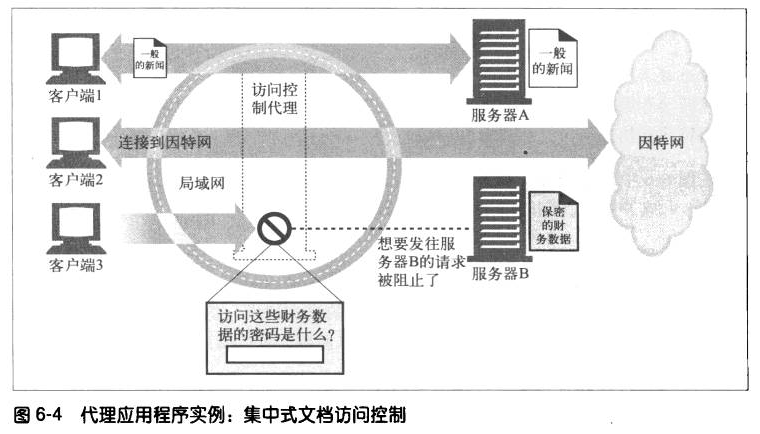 一般
的新闻
客户端1
访问控
制代理
一般
的新闻
服务器A
连接到因特网
因特网
客户端2
局域网
保密
的财
务数据
客户端3
想要发往服
务器B的请求
被阻止了
服务器B
访问这些财务数
据的密码是什么？
图 6-4 代理应用程序实例：集中式文档访问控制